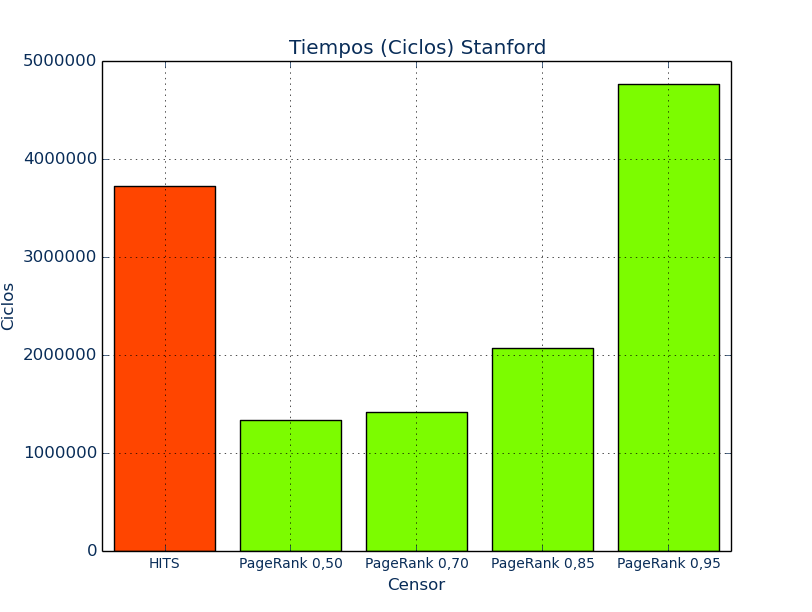 Tiempos (Ciclos) Stanford
5000000
4000000
3000000
2000000
1000000
0
Ciclos
HITS
PageRank 0,50
PageRank 0,70
PageRank 0,85
PageRank 0,95
Censor